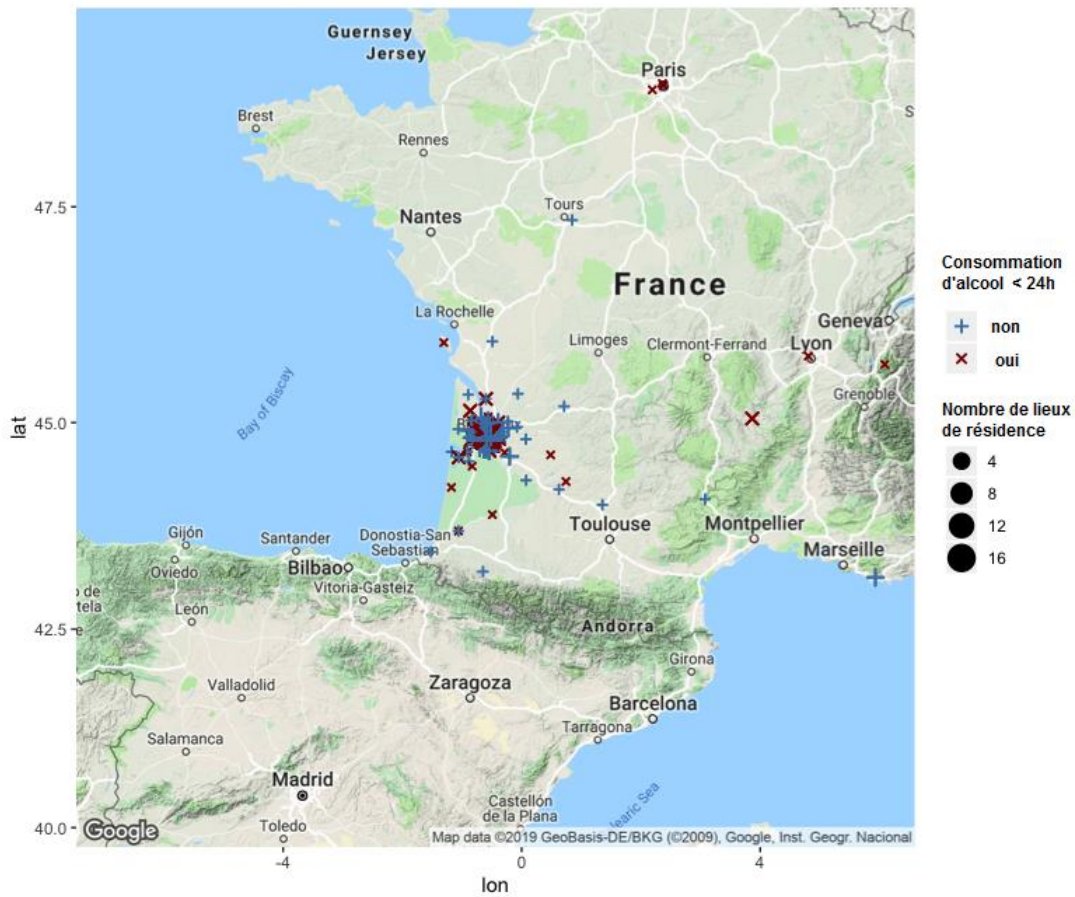 Guernsey
Jersey
Paris
Brest
Rennes
47.5
Tours
Nantes
France
Consommation
d'alcool < 24h
non
oui
La Rochelle
Geneva
Limoges
Clermont-Ferrand
Lyon
Grenoble
Nombre de lieux
de résidence
4
8
12
16
Bay of Biscay
45.0
lat
Toulouse
Montpellier
Marseille
Gijón
Santander
Donostia-San
Sebastian
Oviedo
Bilbao
Vitoria-Gasteiz
León
42.5
Andorra
Girona
Valladolid
Zaragoza
Barcelona
Tarragona
Salamanca
Madrid
Castellón
de la Plana
Sea
40.0
Google
Toledo
Map data ©2019 GeoBasis-DE/BKG (©2009), Google, Inst. Geogr. Nacional
-4
0
4
lon